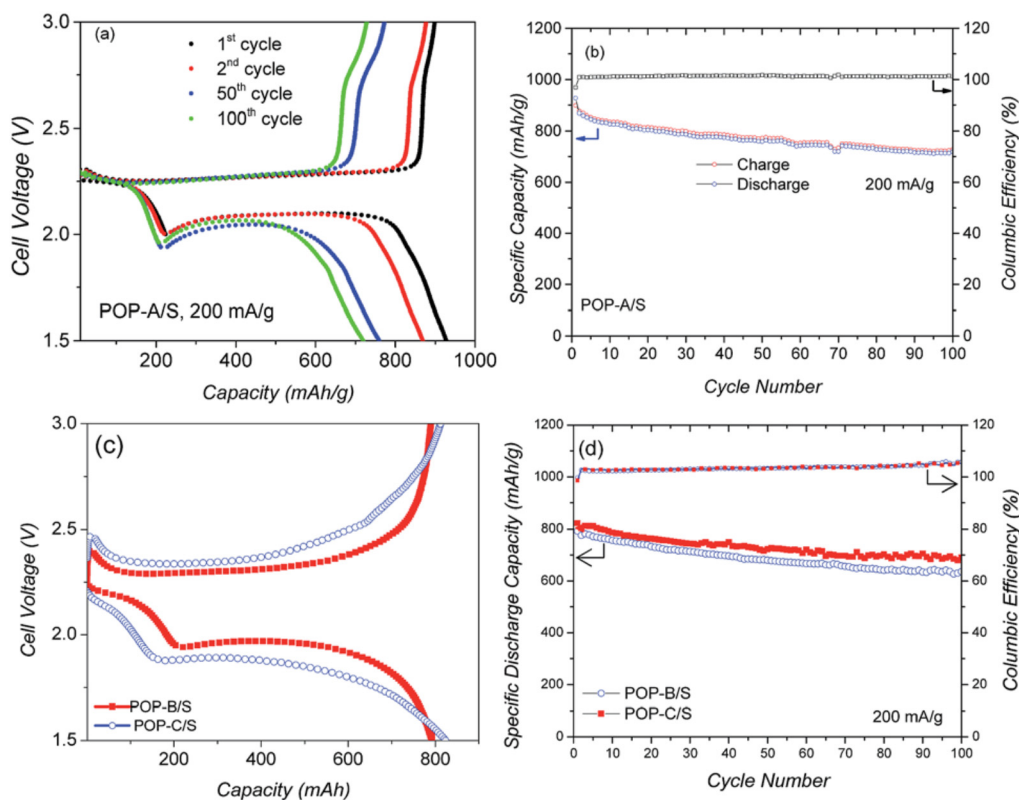 (a)
1st cycle
2nd cycle
50th cycle
100th cycle
POP-A/S, 200 mA/g
3.0
2.5
2.0
1.5
Cell Voltage (V)
200
400
600
800
1000
Capacity (mAh/g)
(b)
Charge
Discharge
200 mA/g
POP-A/S
1200
1000
800
600
400
200
0
Specific Capacity (mAh/g)
120
100
80
60
40
20
0
Columbic Efficiency (%)
0 10 20 30 40 50 60 70 80 90 100
Cycle Number
(c)
POP-B/S
POP-C/S
3.0
2.5
2.0
1.5
Cell Voltage (V)
0
200
400
600
800
Capacity (mAh)
(d)
POP-B/S
POP-C/S
200 mA/g
1200
1000
800
600
400
200
0
Specific Discharge Capacity (mAh/g)
120
100
80
60
40
20
0
Columbic Efficiency (%)
0 10 20 30 40 50 60 70 80 90 100
Cycle Number